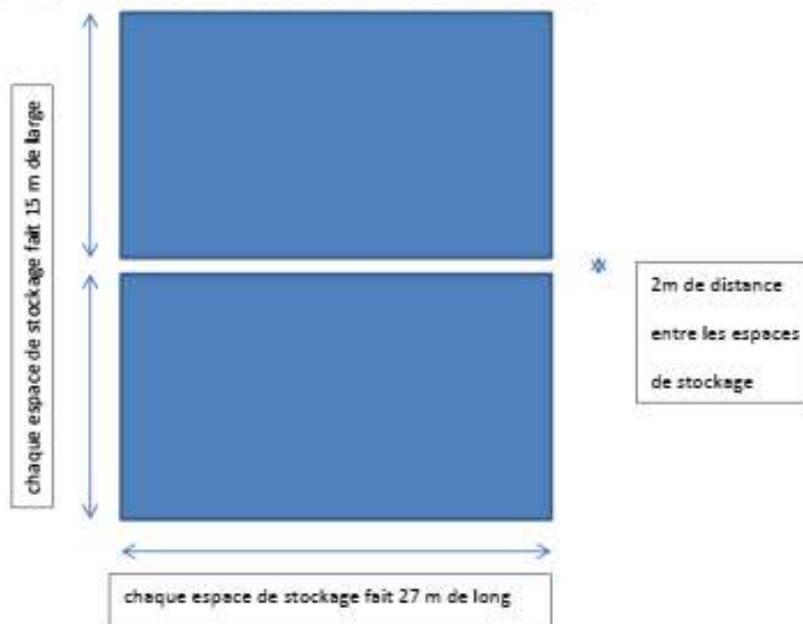 chaque espace de stockage fait 15 m de large
2m de distance
entre les espaces
de stockage
chaque espace de stockage fait 27 m de long